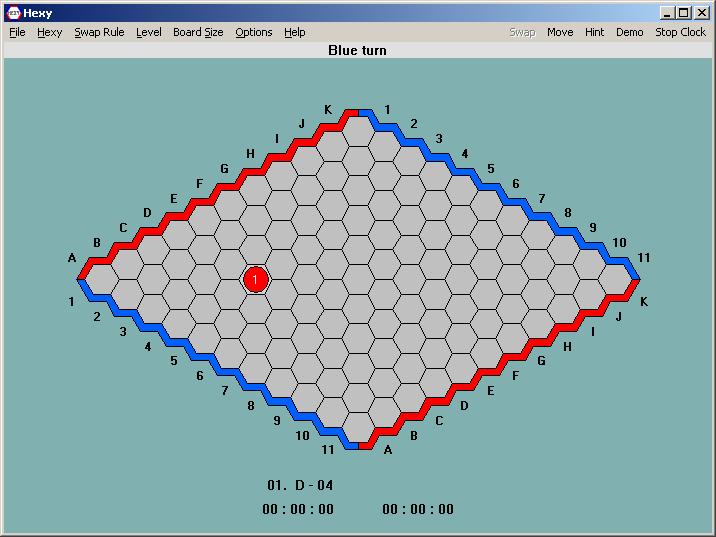 HEXY Hexy
File Hexy Swap Rule Level Board Size Options Help Swap Move Hint Demo Stop Clock
Blue turn
K 1
J 2
I 3
H 4
G 5
F 6
E 7
D 8
C 9
B 10
A 11
1
1 K
2 J
3 I
4 H
5 G
6 F
7 E
8 D
9 C
10 B
11 A
01. D - 04
00 : 00 : 00 00 : 00 : 00